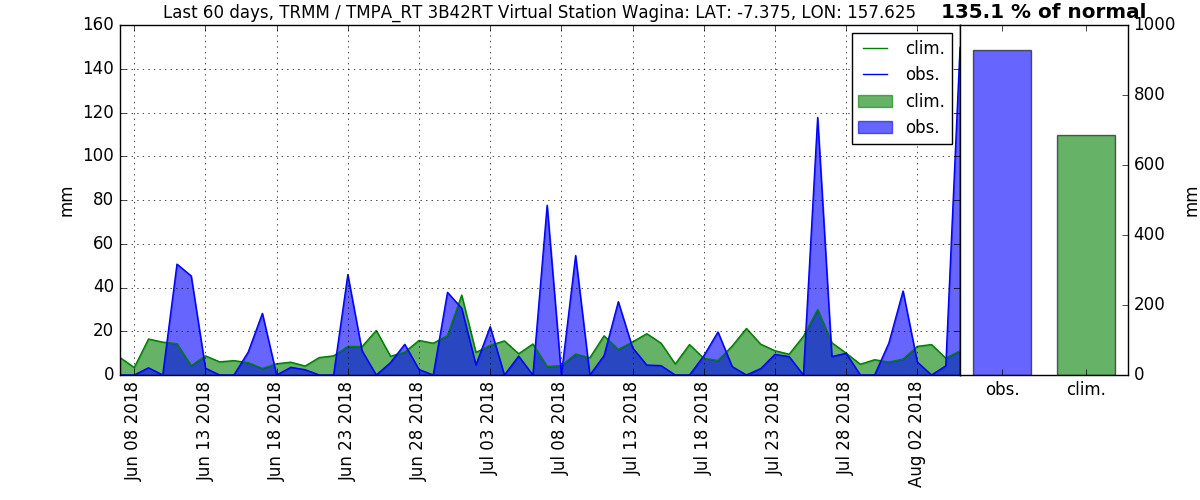 Last 60 days, TRMM / TMPA_RT 3B42RT Virtual Station Wagina: LAT: -7.375, LON: 157.625
135.1 % of normal
160
140
120
100
80
60
40
20
0
mm
clim.
obs.
clim.
obs.
1000
800
600
400
200
0
mm
Jun 08 2018
Jun 13 2018
Jun 18 2018
Jun 23 2018
Jun 28 2018
Jul 03 2018
Jul 08 2018
Jul 13 2018
Jul 18 2018
Jul 23 2018
Jul 28 2018
Aug 02 2018
obs.
clim.